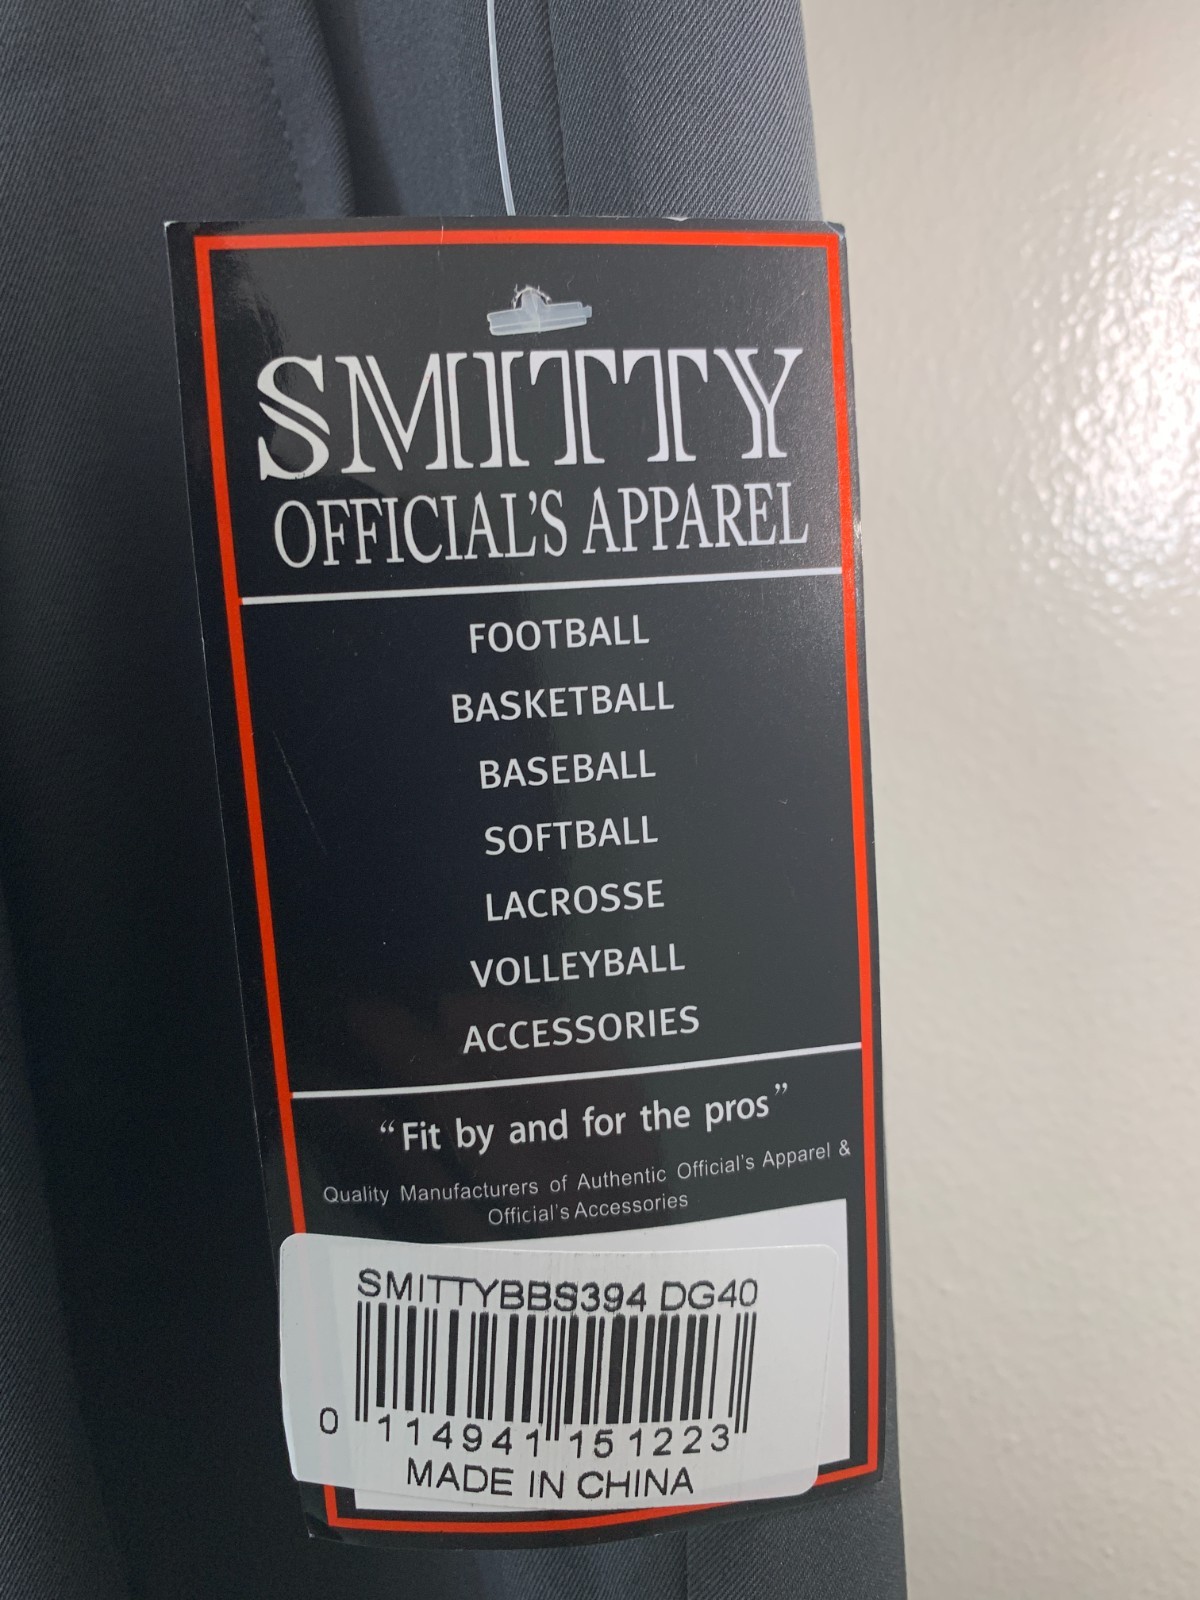 SMITTY
OFFICIAL'S APPAREL
FOOTBALL
BASKETBALL
BASEBALL
SOFTBALL
LACROSSE
VOLLEYBALL
ACCESSORIES
“Fit by and for the pros”
Quality Manufacturers of Authentic Official's Apparel &
Official's Accessories
SMITTYBBS394 DG40
0 114941 151223
MADE IN CHINA